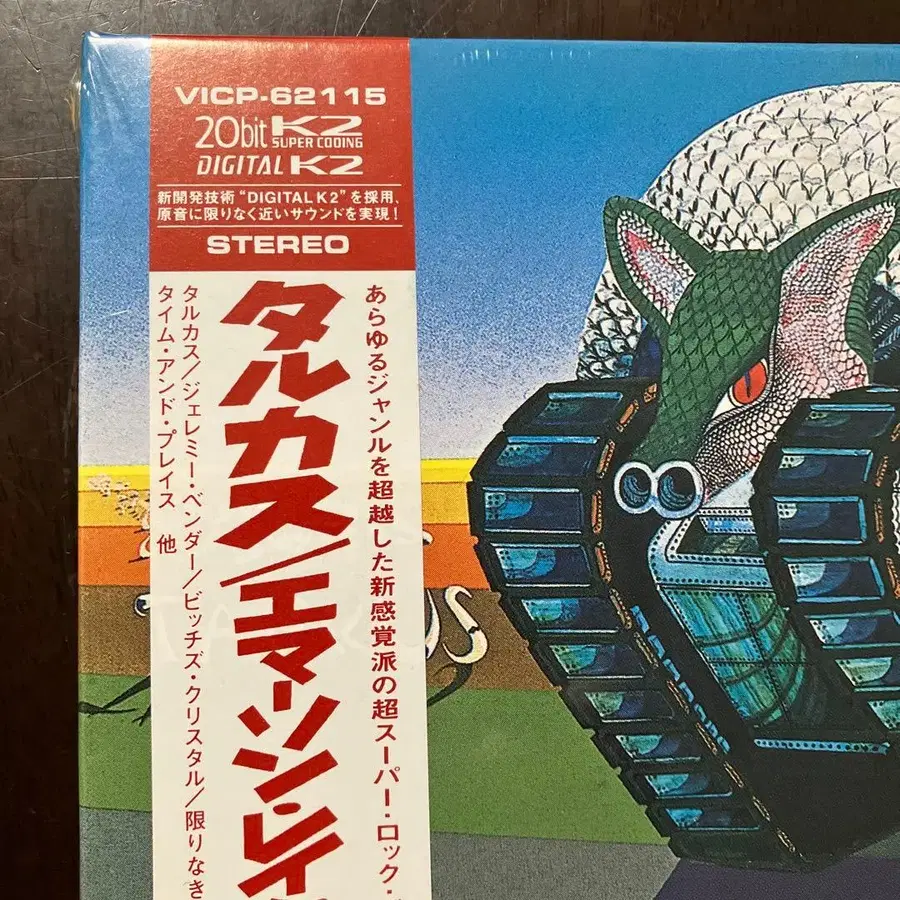 VICP-62115
20bit K2
SUPER CODING
DIGITAL K2
新開発技術“DIGITAL K2”を採用、
原音に限りなく近いサウンドを実現！
STEREO
あらゆるジャンルを超越した新感覚派の超スーパー・ロック・
タルカス/エマーソン・レイ
タルカス/ジェレミー・ベンダー/ビッチズ・クリスタル/限りなき
タイム・アンド・プレイス 他